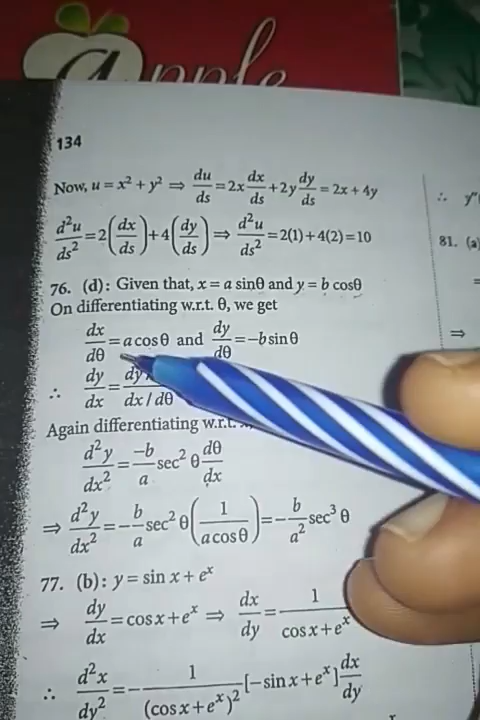 apple
134
Now, u = x² + y² ⇒ du/ds = 2x dx/ds + 2y dy/ds = 2x + 4y
d²u/ds² = 2(dx/ds) + 4(dy/ds) ⇒ d²u/ds² = 2(1) + 4(2) = 10
76. (d) : Given that, x = a sinθ and y = b cosθ
On differentiating w.r.t. θ, we get
dx/dθ = a cosθ and dy/dθ = −b sinθ
∴ dy/dx = dy / dx / dθ
Again differentiating w.r.t.
d²y/dx² = −b/a sec² θ dθ/dx
⇒ d²y/dx² = −b/a sec² θ (1/a cosθ) = −b/a² sec³ θ
77. (b) : y = sin x + eˣ
⇒ dy/dx = cos x + eˣ ⇒ dx/dy = 1/cos x + eˣ
∴ d²x/dy² = − 1/(cos x + eˣ)² [−sin x + eˣ] dx/dy
∴ y″
81. (a)
=
⇒